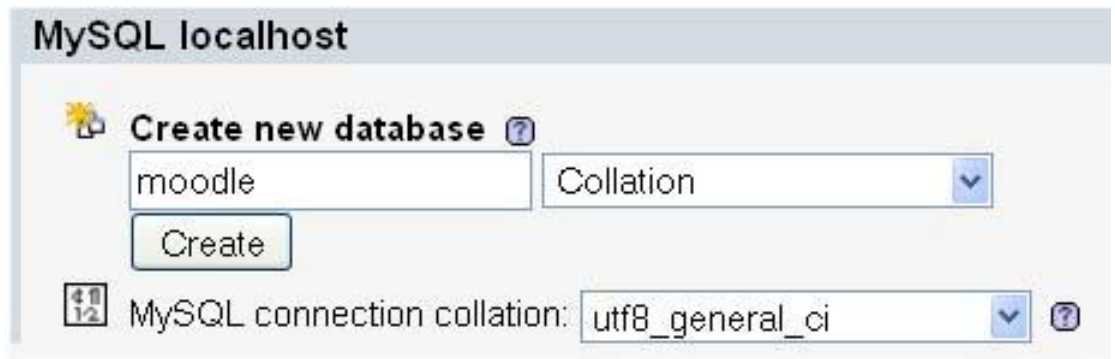 MySQL localhost
Create new database ?
moodle Collation
Create
MySQL connection collation: utf8_general_ci ?